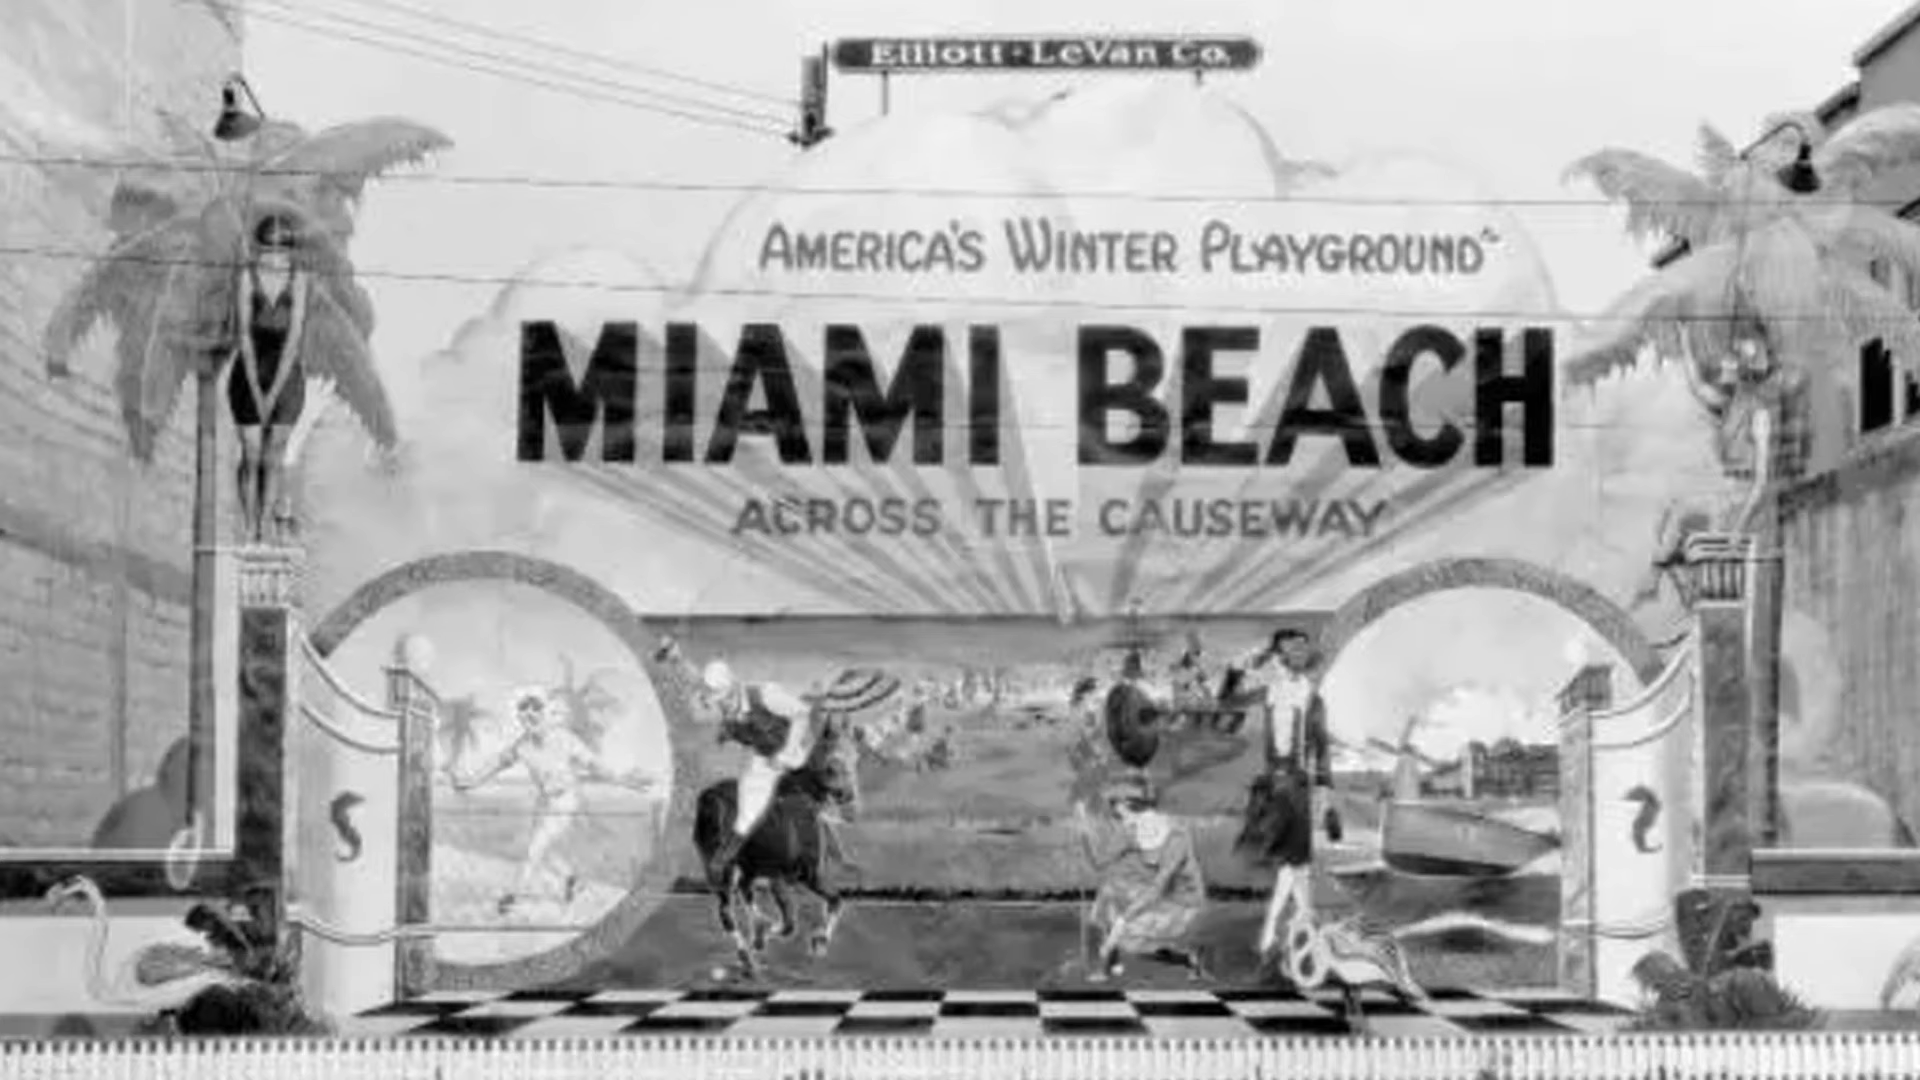 Elliott-LeVan Co.
AMERICA'S WINTER PLAYGROUND"
MIAMI BEACH
ACROSS THE CAUSEWAY